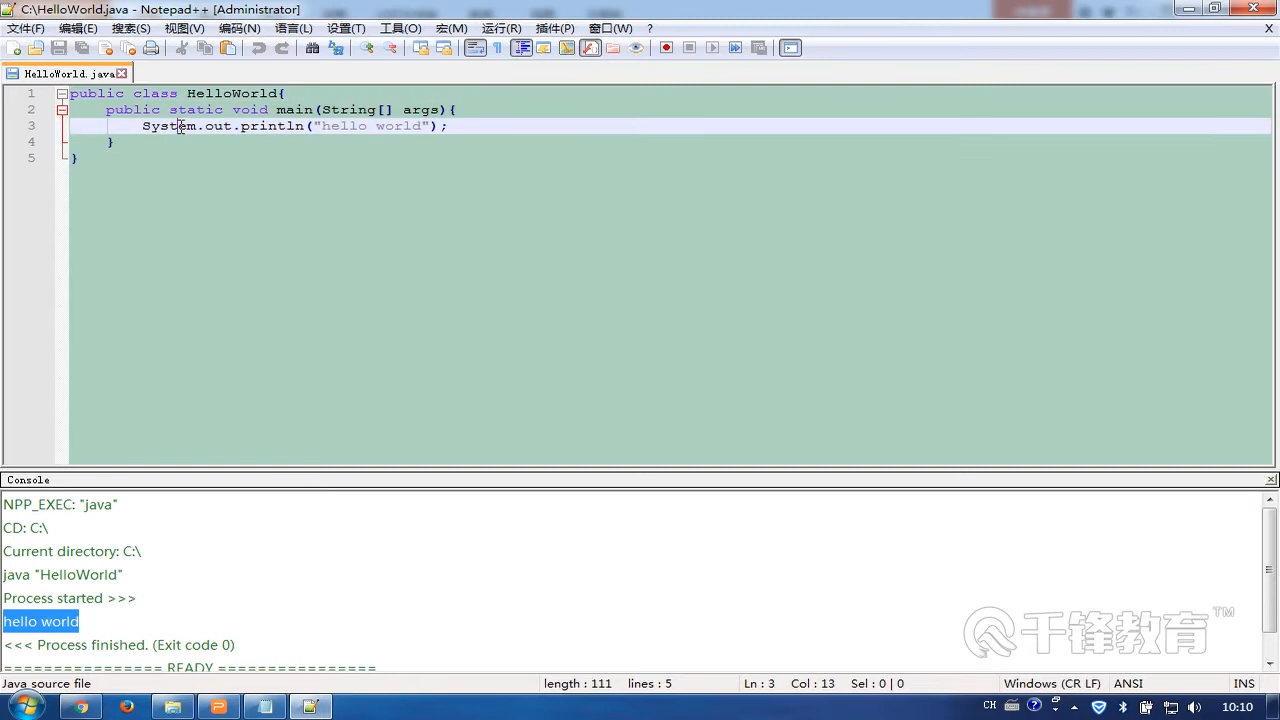 C:\HelloWorld.java - Notepad++ [Administrator]
文件(F) 编辑(E) 搜索(S) 视图(V) 编码(N) 语言(L) 设置(T) 工具(O) 宏(M) 运行(R) 插件(P) 窗口(W) ? X
HelloWorld.java
1 public class HelloWorld{
2 public static void main(String[] args){
3 System.out.println("hello world");
4 }
5 }
Console
NPP_EXEC: "java"
CD: C:\
Current directory: C:\
java "HelloWorld"
Process started >>>
hello world
<<< Process finished. (Exit code 0)
================ READY ================
千锋教育™
Java source file length : 111 lines : 5 Ln : 3 Col : 13 Sel : 0 | 0 Windows (CR LF) ANSI INS
CH 10:10